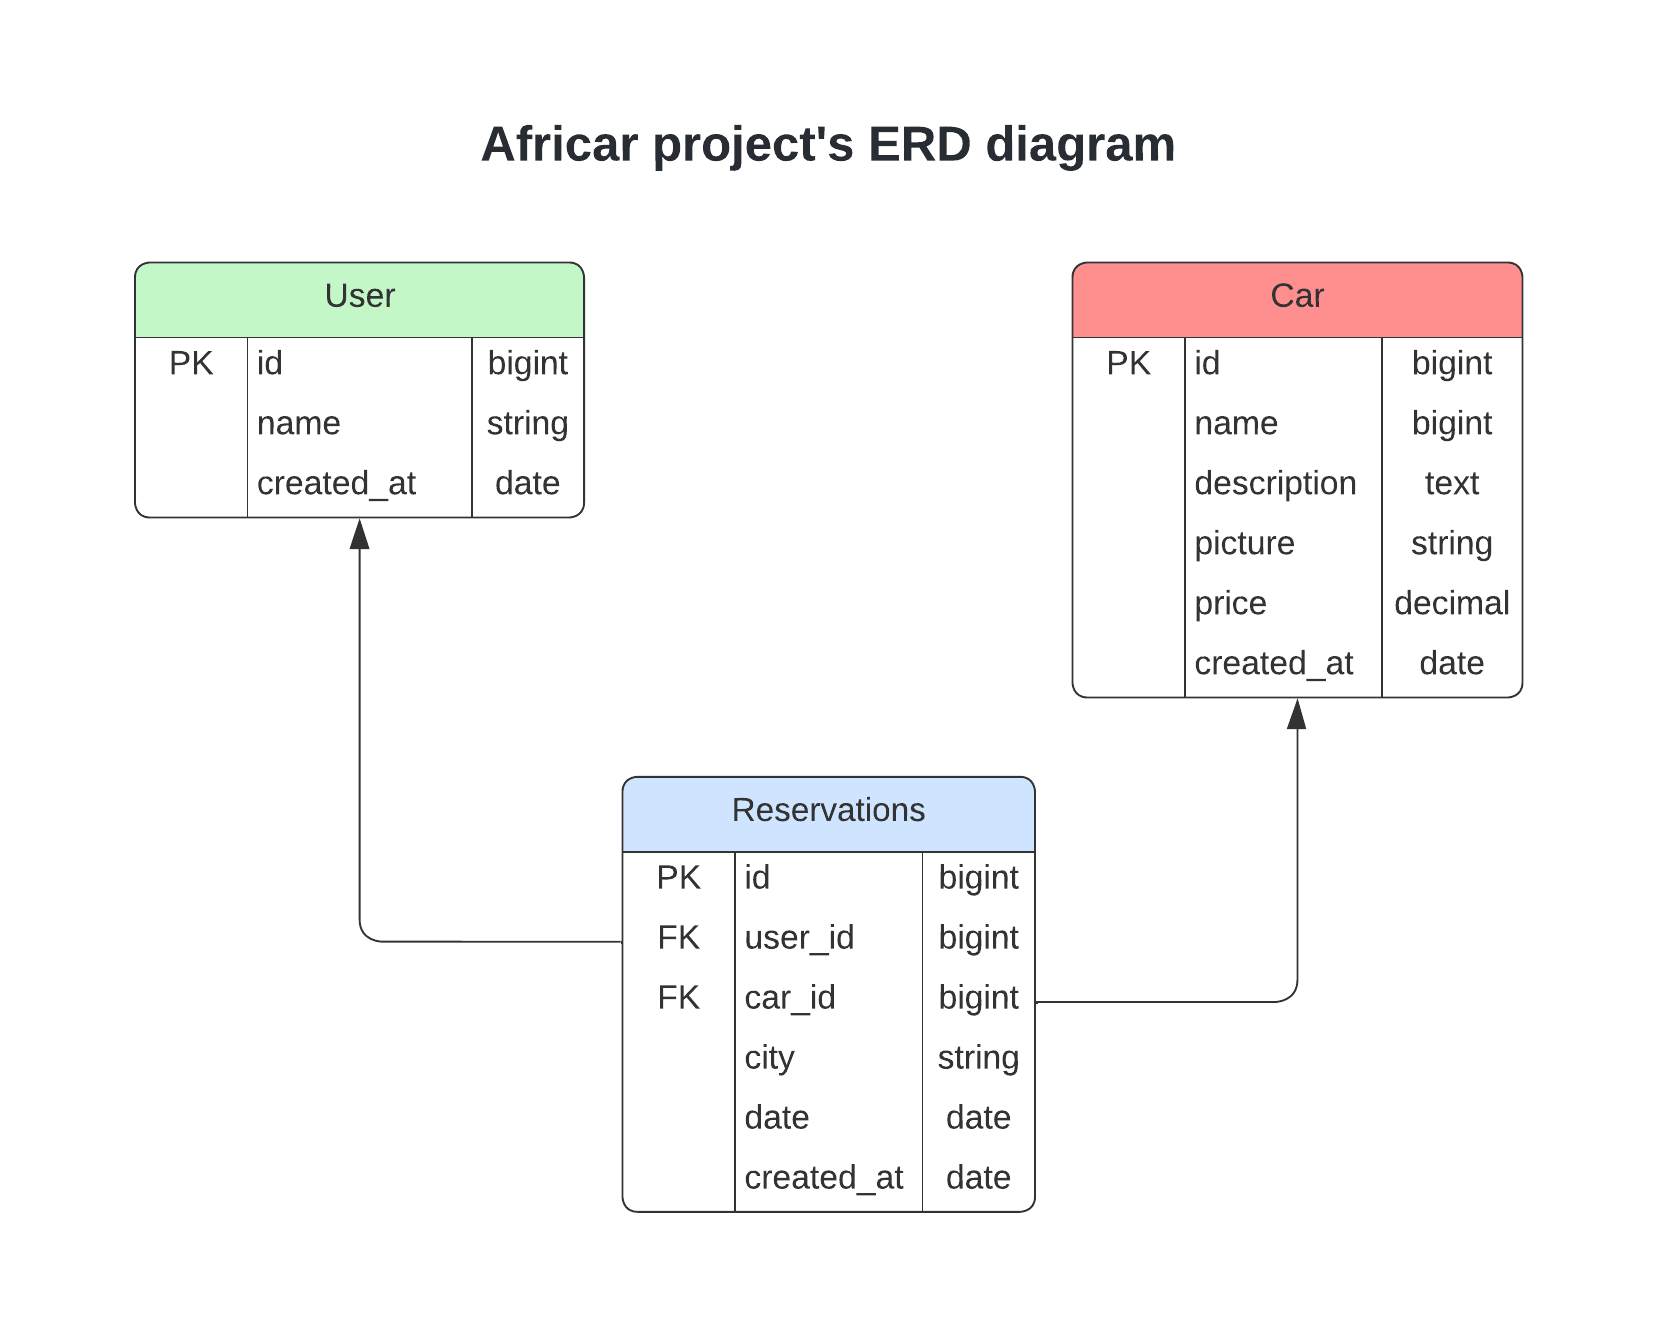 Africar project's ERD diagram
User
PK id bigint
name string
created_at date
Car
PK id bigint
name bigint
description text
picture string
price decimal
created_at date
Reservations
PK id bigint
FK user_id bigint
FK car_id bigint
city string
date date
created_at date